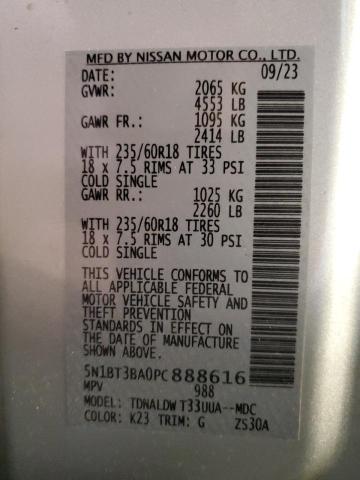 MFD BY NISSAN MOTOR CO., LTD.
DATE: 09/23
GVWR: 2065 KG
4553 LB
GAWR FR.: 1095 KG
2414 LB
WITH 235/60R18 TIRES
18 x 7.5 RIMS AT 33 PSI
COLD SINGLE
GAWR RR.: 1025 KG
2260 LB
WITH 235/60R18 TIRES
18 x 7.5 RIMS AT 30 PSI
COLD SINGLE
THIS VEHICLE CONFORMS TO
ALL APPLICABLE FEDERAL
MOTOR VEHICLE SAFETY AND
THEFT PREVENTION
STANDARDS IN EFFECT ON
THE DATE OF MANUFACTURE
SHOWN ABOVE.
5N1BT3BA0PC888616
MPV 988
MODEL: TDNALDW T33UUA--MDC
COLOR: K23 TRIM: G ZS30A